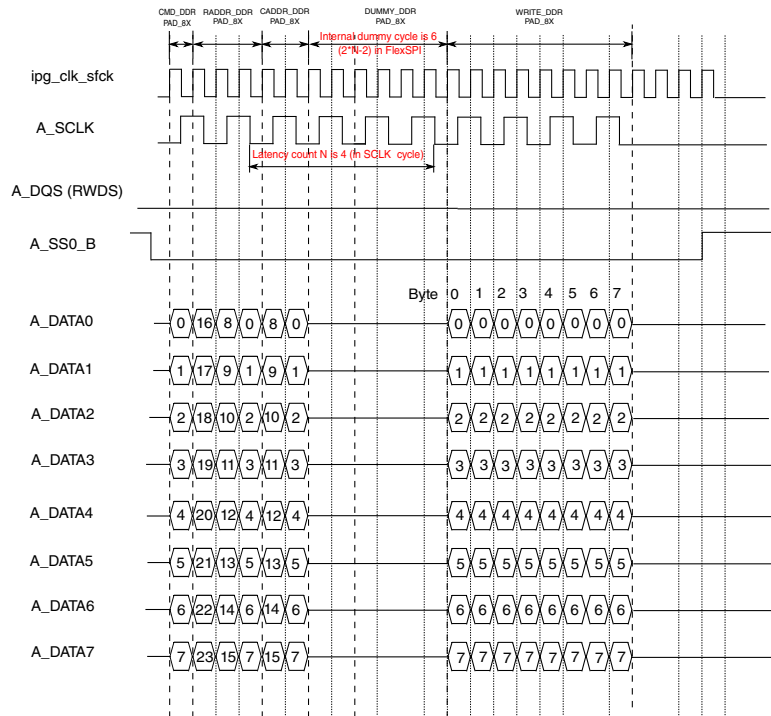 CMD_DDR RADDR_DDR CADDR_DDR DUMMY_DDR WRITE_DDR
PAD_8X PAD_8X PAD_8X PAD_8X PAD_8X
Internal dummy cycle is 6
(2*N-2) in FlexSPI
ipg_clk_sfck
A_SCLK
Latency count N is 4 (in SCLK cycle)
A_DQS (RWDS)
A_SS0_B
Byte 0 1 2 3 4 5 6 7
A_DATA0 0 16 8 0 8 0 0 0 0 0 0 0 0 0
A_DATA1 1 17 9 1 9 1 1 1 1 1 1 1 1 1
A_DATA2 2 18 10 2 10 2 2 2 2 2 2 2 2 2
A_DATA3 3 19 11 3 11 3 3 3 3 3 3 3 3 3
A_DATA4 4 20 12 4 12 4 4 4 4 4 4 4 4 4
A_DATA5 5 21 13 5 13 5 5 5 5 5 5 5 5 5
A_DATA6 6 22 14 6 14 6 6 6 6 6 6 6 6 6
A_DATA7 7 23 15 7 15 7 7 7 7 7 7 7 7 7